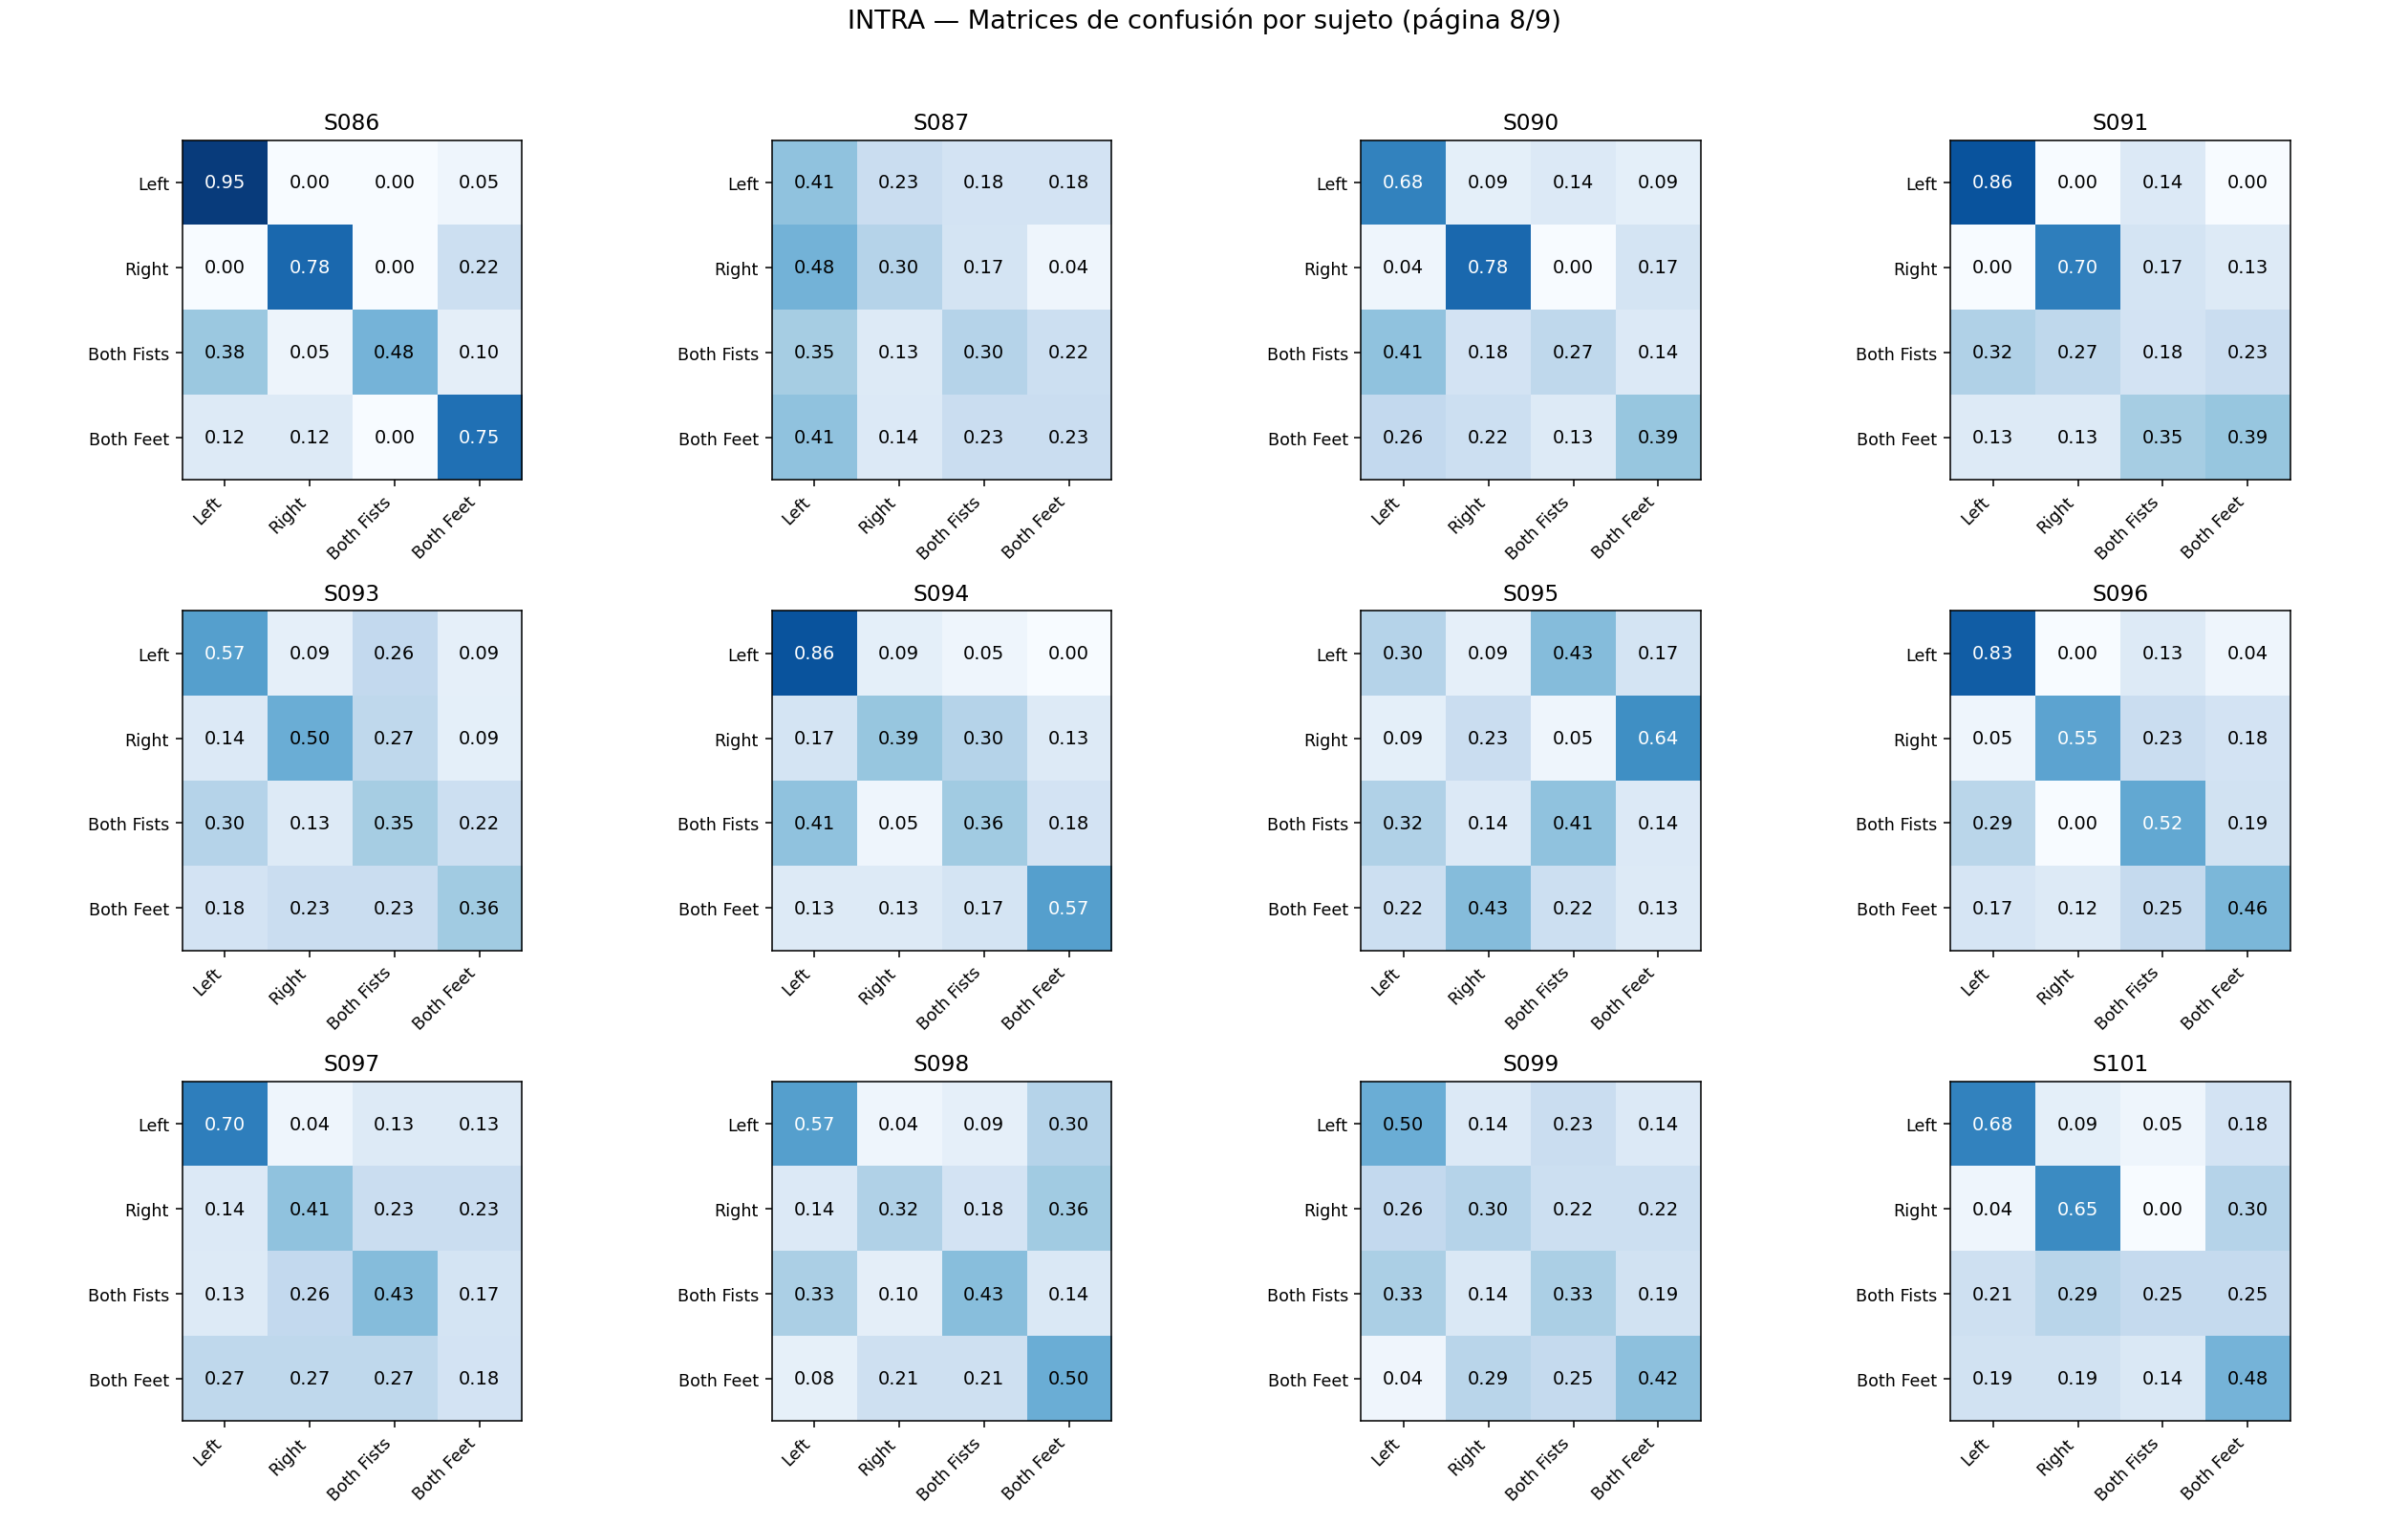 INTRA — Matrices de confusión por sujeto (página 8/9)
S086
Left 0.95 0.00 0.00 0.05
Right 0.00 0.78 0.00 0.22
Both Fists 0.38 0.05 0.48 0.10
Both Feet 0.12 0.12 0.00 0.75
Left Right Both Fists Both Feet
S087
Left 0.41 0.23 0.18 0.18
Right 0.48 0.30 0.17 0.04
Both Fists 0.35 0.13 0.30 0.22
Both Feet 0.41 0.14 0.23 0.23
Left Right Both Fists Both Feet
S090
Left 0.68 0.09 0.14 0.09
Right 0.04 0.78 0.00 0.17
Both Fists 0.41 0.18 0.27 0.14
Both Feet 0.26 0.22 0.13 0.39
Left Right Both Fists Both Feet
S091
Left 0.86 0.00 0.14 0.00
Right 0.00 0.70 0.17 0.13
Both Fists 0.32 0.27 0.18 0.23
Both Feet 0.13 0.13 0.35 0.39
Left Right Both Fists Both Feet
S093
Left 0.57 0.09 0.26 0.09
Right 0.14 0.50 0.27 0.09
Both Fists 0.30 0.13 0.35 0.22
Both Feet 0.18 0.23 0.23 0.36
Left Right Both Fists Both Feet
S094
Left 0.86 0.09 0.05 0.00
Right 0.17 0.39 0.30 0.13
Both Fists 0.41 0.05 0.36 0.18
Both Feet 0.13 0.13 0.17 0.57
Left Right Both Fists Both Feet
S095
Left 0.30 0.09 0.43 0.17
Right 0.09 0.23 0.05 0.64
Both Fists 0.32 0.14 0.41 0.14
Both Feet 0.22 0.43 0.22 0.13
Left Right Both Fists Both Feet
S096
Left 0.83 0.00 0.13 0.04
Right 0.05 0.55 0.23 0.18
Both Fists 0.29 0.00 0.52 0.19
Both Feet 0.17 0.12 0.25 0.46
Left Right Both Fists Both Feet
S097
Left 0.70 0.04 0.13 0.13
Right 0.14 0.41 0.23 0.23
Both Fists 0.13 0.26 0.43 0.17
Both Feet 0.27 0.27 0.27 0.18
Left Right Both Fists Both Feet
S098
Left 0.57 0.04 0.09 0.30
Right 0.14 0.32 0.18 0.36
Both Fists 0.33 0.10 0.43 0.14
Both Feet 0.08 0.21 0.21 0.50
Left Right Both Fists Both Feet
S099
Left 0.50 0.14 0.23 0.14
Right 0.26 0.30 0.22 0.22
Both Fists 0.33 0.14 0.33 0.19
Both Feet 0.04 0.29 0.25 0.42
Left Right Both Fists Both Feet
S101
Left 0.68 0.09 0.05 0.18
Right 0.04 0.65 0.00 0.30
Both Fists 0.21 0.29 0.25 0.25
Both Feet 0.19 0.19 0.14 0.48
Left Right Both Fists Both Feet